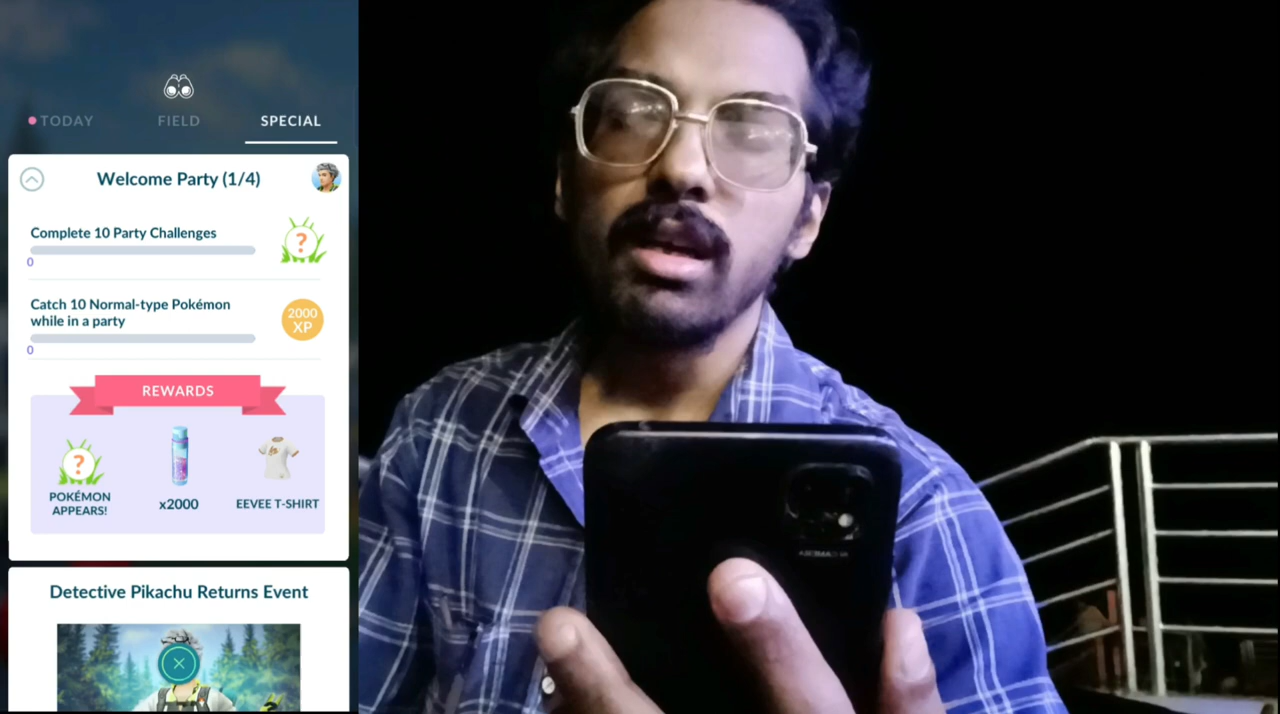 TODAY
FIELD
SPECIAL
Welcome Party (1/4)
Complete 10 Party Challenges
?
0
Catch 10 Normal-type Pokémon
while in a party
2000
XP
0
REWARDS
?
POKÉMON
APPEARS!
x2000
EEVEE T-SHIRT
Detective Pikachu Returns Event